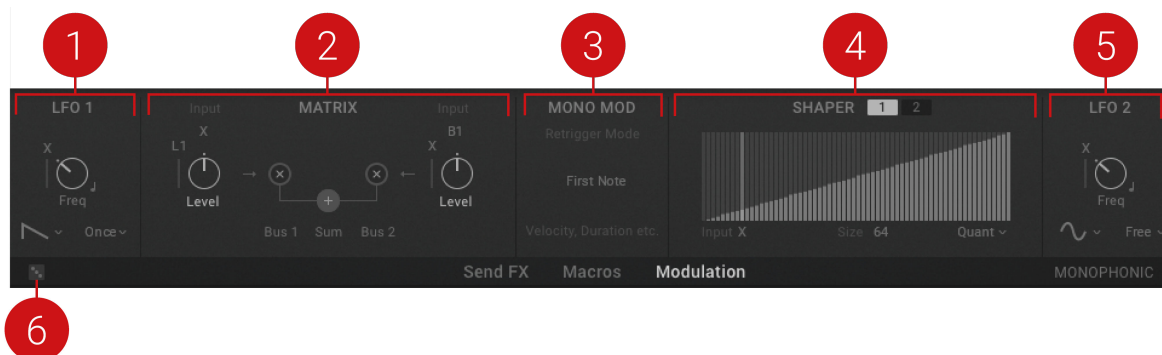 1 2 3 4 5
LFO 1 Input MATRIX Input MONO MOD SHAPER 1 2 LFO 2
X B1 Retrigger Mode
X L1 X X
First Note
Freq Level Level Freq
Bus 1 Sum Bus 2 Velocity, Duration etc. Input X Size 64 Quant
Once Free
Send FX Macros Modulation MONOPHONIC
6